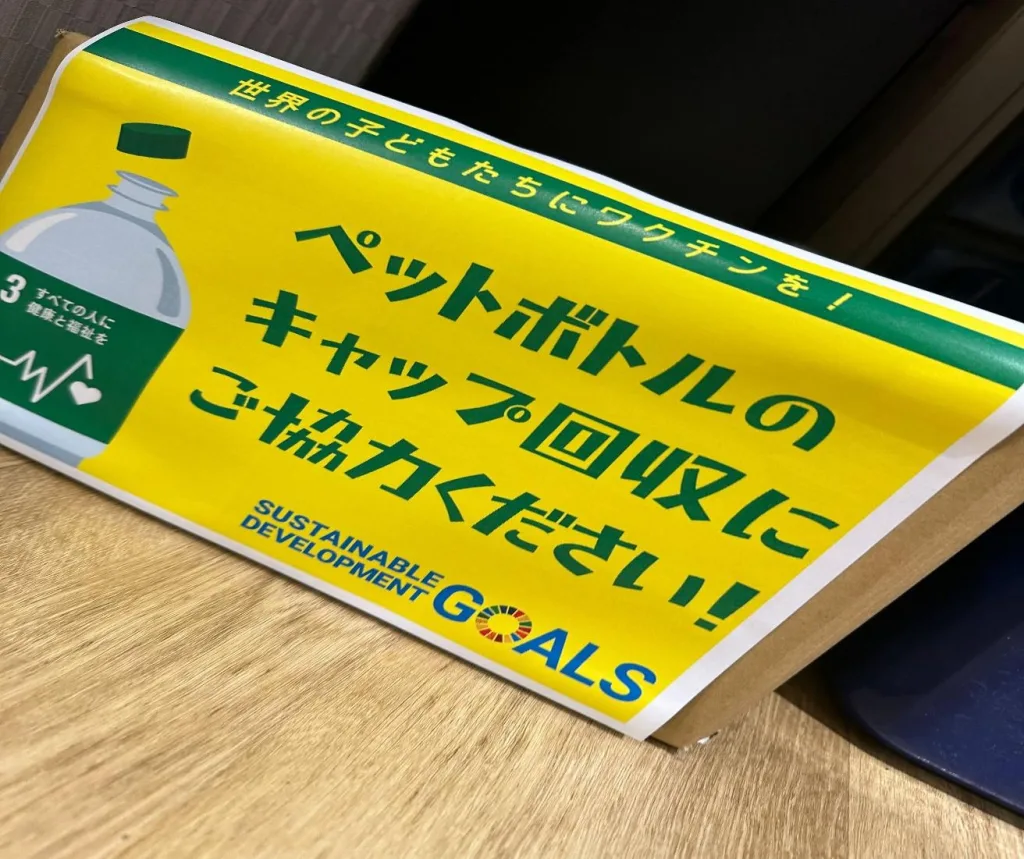 世界の子どもたちにワクチンを！
ペットボトルの
キャップ回収に
ご協力ください！
3 すべての人に
健康と福祉を
SUSTAINABLE
DEVELOPMENT
GOALS